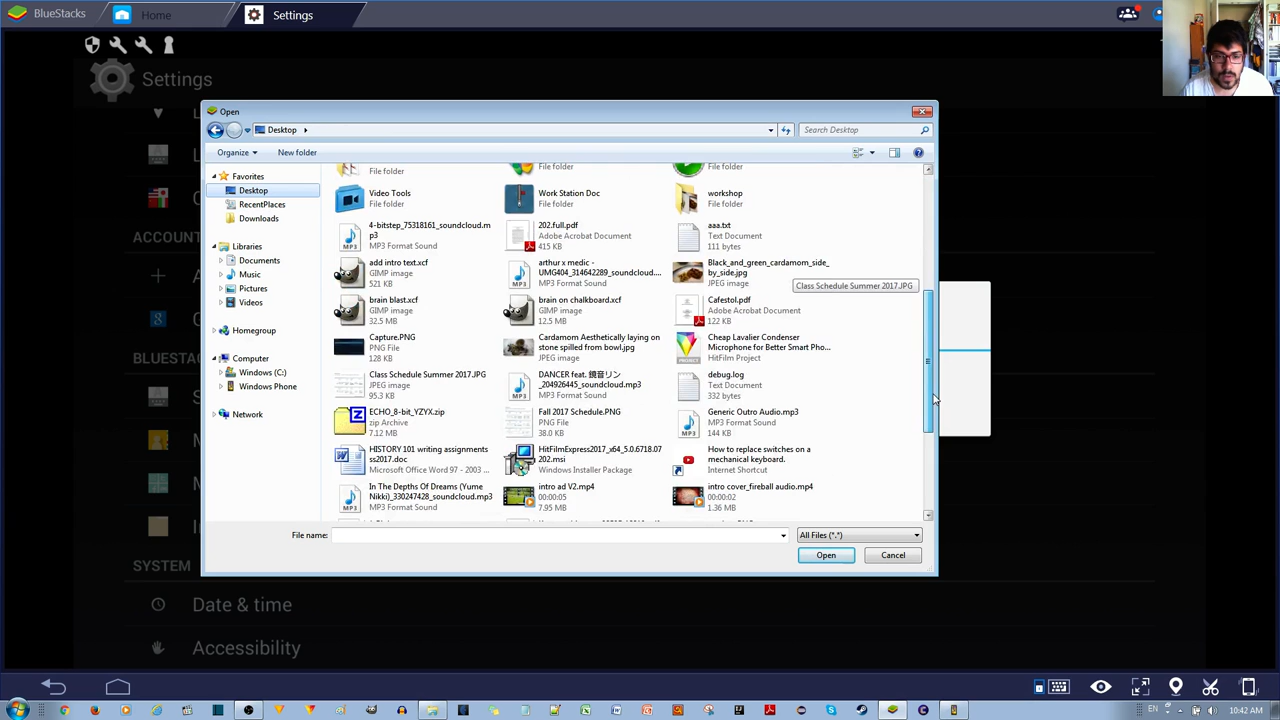 BlueStacks
Home
Settings
Settings
Open
Desktop
Search Desktop
Organize
New folder
File folder
File folder
File folder
Favorites
Desktop
RecentPlaces
Downloads
Libraries
Documents
Music
Pictures
Videos
Homegroup
Computer
Windows (C:)
Windows Phone
Network
Video Tools
File folder
Work Station Doc
File folder
workshop
File folder
4-bitstep_75318161_soundcloud.m
p3
MP3 Format Sound
202.full.pdf
Adobe Acrobat Document
415 KB
aaa.txt
Text Document
111 bytes
add intro text.xcf
GIMP image
521 KB
arthur x medic -
UMG404_314642289_soundcloud....
MP3 Format Sound
Black_and_green_cardamom_side_
by_side.jpg
JPEG image
Class Schedule Summer 2017.JPG
brain blast.xcf
GIMP image
32.5 MB
brain on chalkboard.xcf
GIMP image
12.5 MB
Cafestol.pdf
Adobe Acrobat Document
122 KB
Capture.PNG
PNG File
128 KB
Cardamom Aesthetically laying on
stone spilled from bowl.jpg
JPEG image
Cheap Lavalier Condenser
Microphone for Better Smart Pho...
HitFilm Project
Class Schedule Summer 2017.JPG
JPEG image
95.3 KB
DANCER feat. 鏡音リン
_204926445_soundcloud.mp3
MP3 Format Sound
debug.log
Text Document
332 bytes
ECHO_8-bit_YZYX.zip
zip Archive
7.12 MB
Fall 2017 Schedule.PNG
PNG File
38.0 KB
Generic Outro Audio.mp3
MP3 Format Sound
144 KB
HISTORY 101 writing assignments
ss2017.doc
Microsoft Office Word 97 - 2003 ...
HitFilmExpress2017_x64_5.0.6718.07
202.msi
Windows Installer Package
How to replace switches on a
mechanical keyboard.
Internet Shortcut
In The Depths Of Dreams (Yume
Nikki)_330247428_soundcloud.mp3
MP3 Format Sound
intro ad V2.mp4
00:00:05
7.95 MB
intro cover_fireball audio.mp4
00:00:02
1.36 MB
File name:
All Files (*.*)
Open
Cancel
SYSTEM
Date & time
Accessibility
EN
10:42 AM